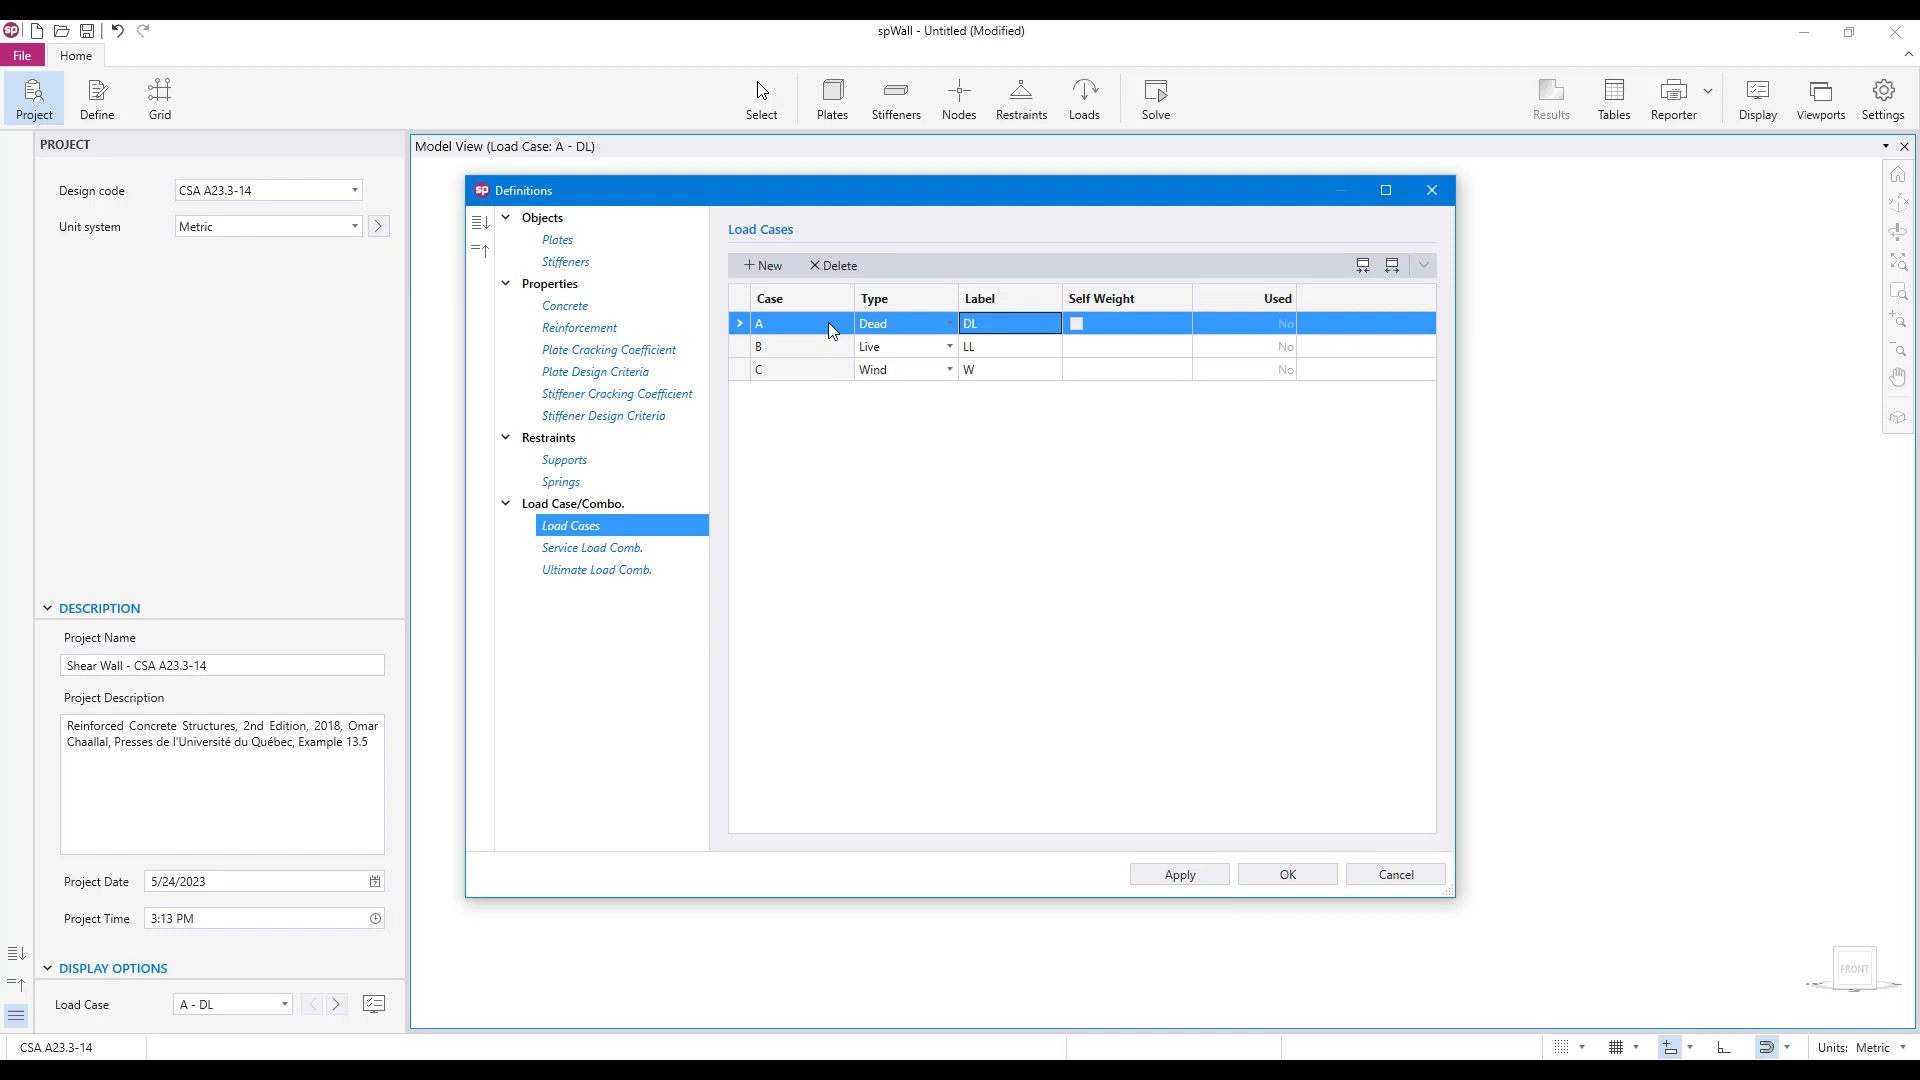 sp
spWall - Untitled (Modified)
File
Home
Project
Define
Grid
Select
Plates
Stiffeners
Nodes
Restraints
Loads
Solve
Results
Tables
Reporter
Display
Viewports
Settings
PROJECT
Design code
CSA A23.3-14
Unit system
Metric
DESCRIPTION
Project Name
Shear Wall - CSA A23.3-14
Project Description
Reinforced Concrete Structures, 2nd Edition, 2018, Omar
Chaallal, Presses de l'Université du Québec, Example 13.5
Project Date
5/24/2023
Project Time
3:13 PM
DISPLAY OPTIONS
Load Case
A - DL
Model View (Load Case: A - DL)
sp Definitions
Objects
Plates
Stiffeners
Properties
Concrete
Reinforcement
Plate Cracking Coefficient
Plate Design Criteria
Stiffener Cracking Coefficient
Stiffener Design Criteria
Restraints
Supports
Springs
Load Case/Combo.
Load Cases
Service Load Comb.
Ultimate Load Comb.
Load Cases
New
Delete
Case Type Label Self Weight Used
A Dead DL No
B Live LL No
C Wind W No
Apply
OK
Cancel
FRONT
CSA A23.3-14
Units: Metric